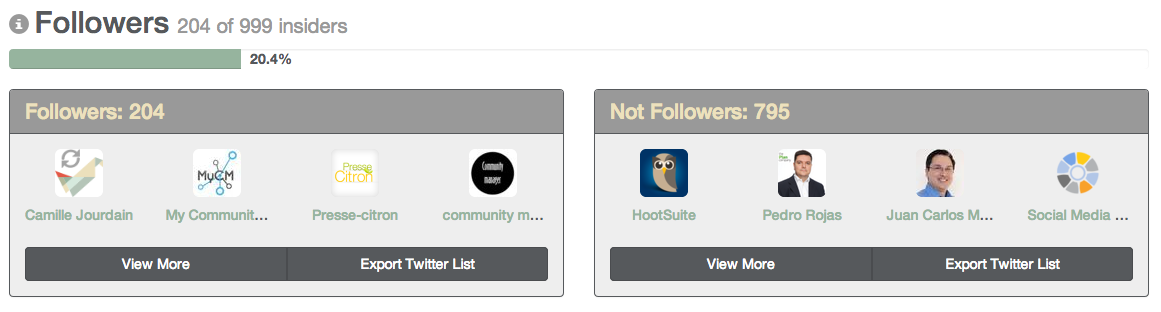 Followers 204 of 999 insiders
20.4%
Followers: 204
MyCM
Presse
Citron
Community
manager
Camille Jourdain
My Communit...
Presse-citron
community m...
View More
Export Twitter List
Not Followers: 795
HootSuite
Pedro Rojas
Juan Carlos M...
Social Media ...
View More
Export Twitter List